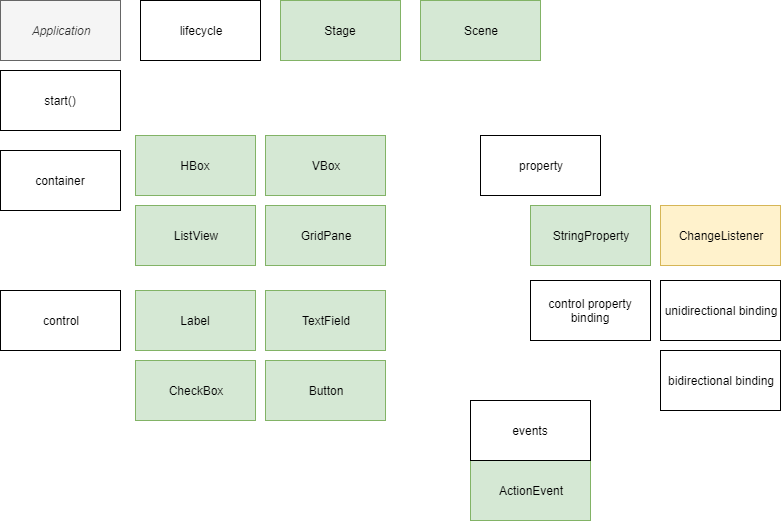 Application
lifecycle
Stage
Scene
start()
container
HBox
VBox
property
ListView
GridPane
StringProperty
ChangeListener
control
Label
TextField
control property
binding
unidirectional binding
CheckBox
Button
bidirectional binding
events
ActionEvent